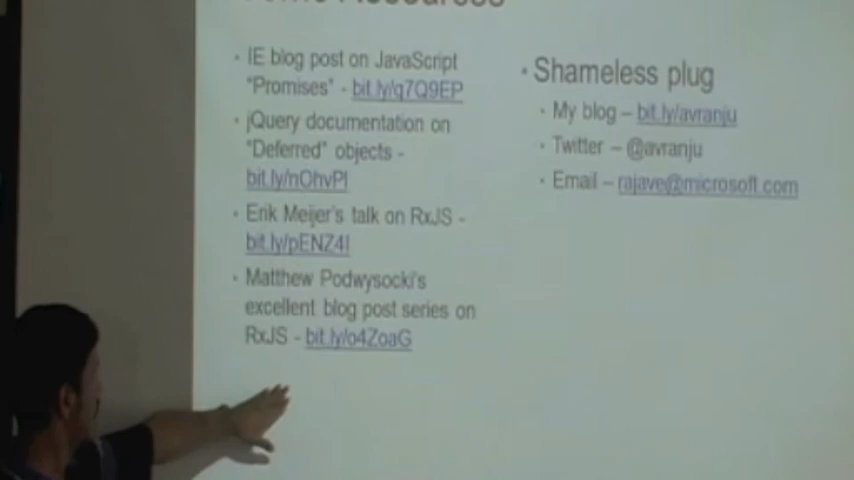 Some Resources
• IE blog post on JavaScript
"Promises" - bit.ly/q7Q9EP
• jQuery documentation on
"Deferred" objects -
bit.ly/nOhvPl
• Erik Meijer's talk on RxJS -
bit.ly/pENZ4l
• Matthew Podwysocki's
excellent blog post series on
RxJS - bit.ly/o4ZoaG
• Shameless plug
• My blog – bit.ly/avranju
• Twitter – @avranju
• Email – rajave@microsoft.com